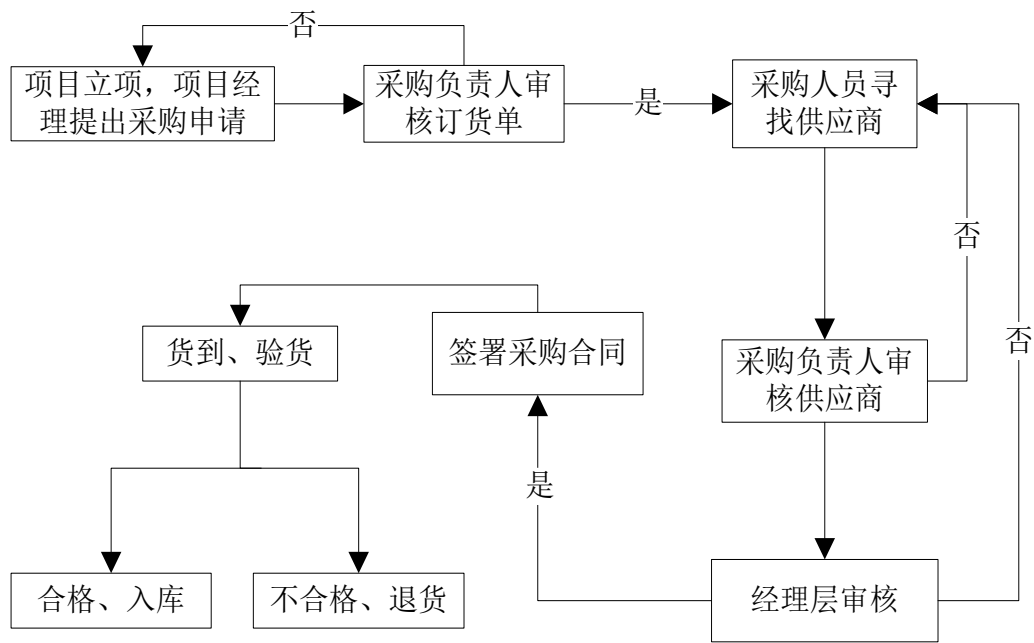 否
项目立项，项目经
理提出采购申请
采购负责人审
核订货单
是
采购人员寻
找供应商
否
否
货到、验货
签署采购合同
采购负责人审
核供应商
是
合格、入库
不合格、退货
经理层审核